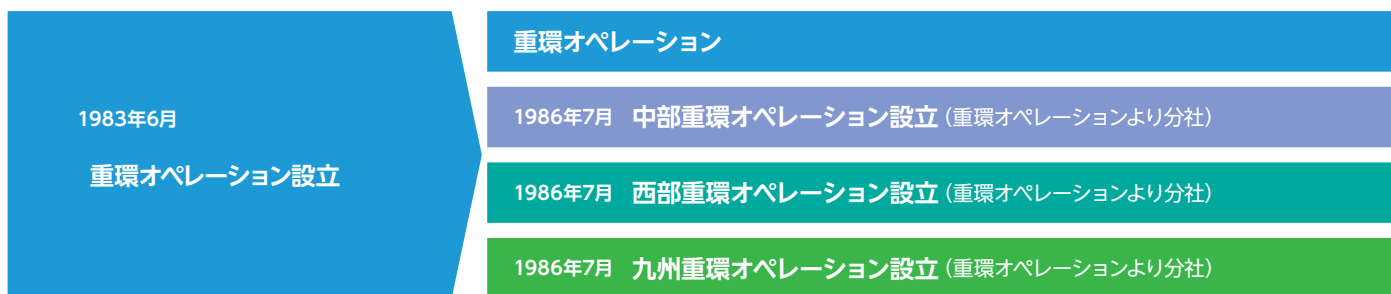 1983年6月
重環オペレーション設立
重環オペレーション
1986年7月 中部重環オペレーション設立（重環オペレーションより分社）
1986年7月 西部重環オペレーション設立（重環オペレーションより分社）
1986年7月 九州重環オペレーション設立（重環オペレーションより分社）